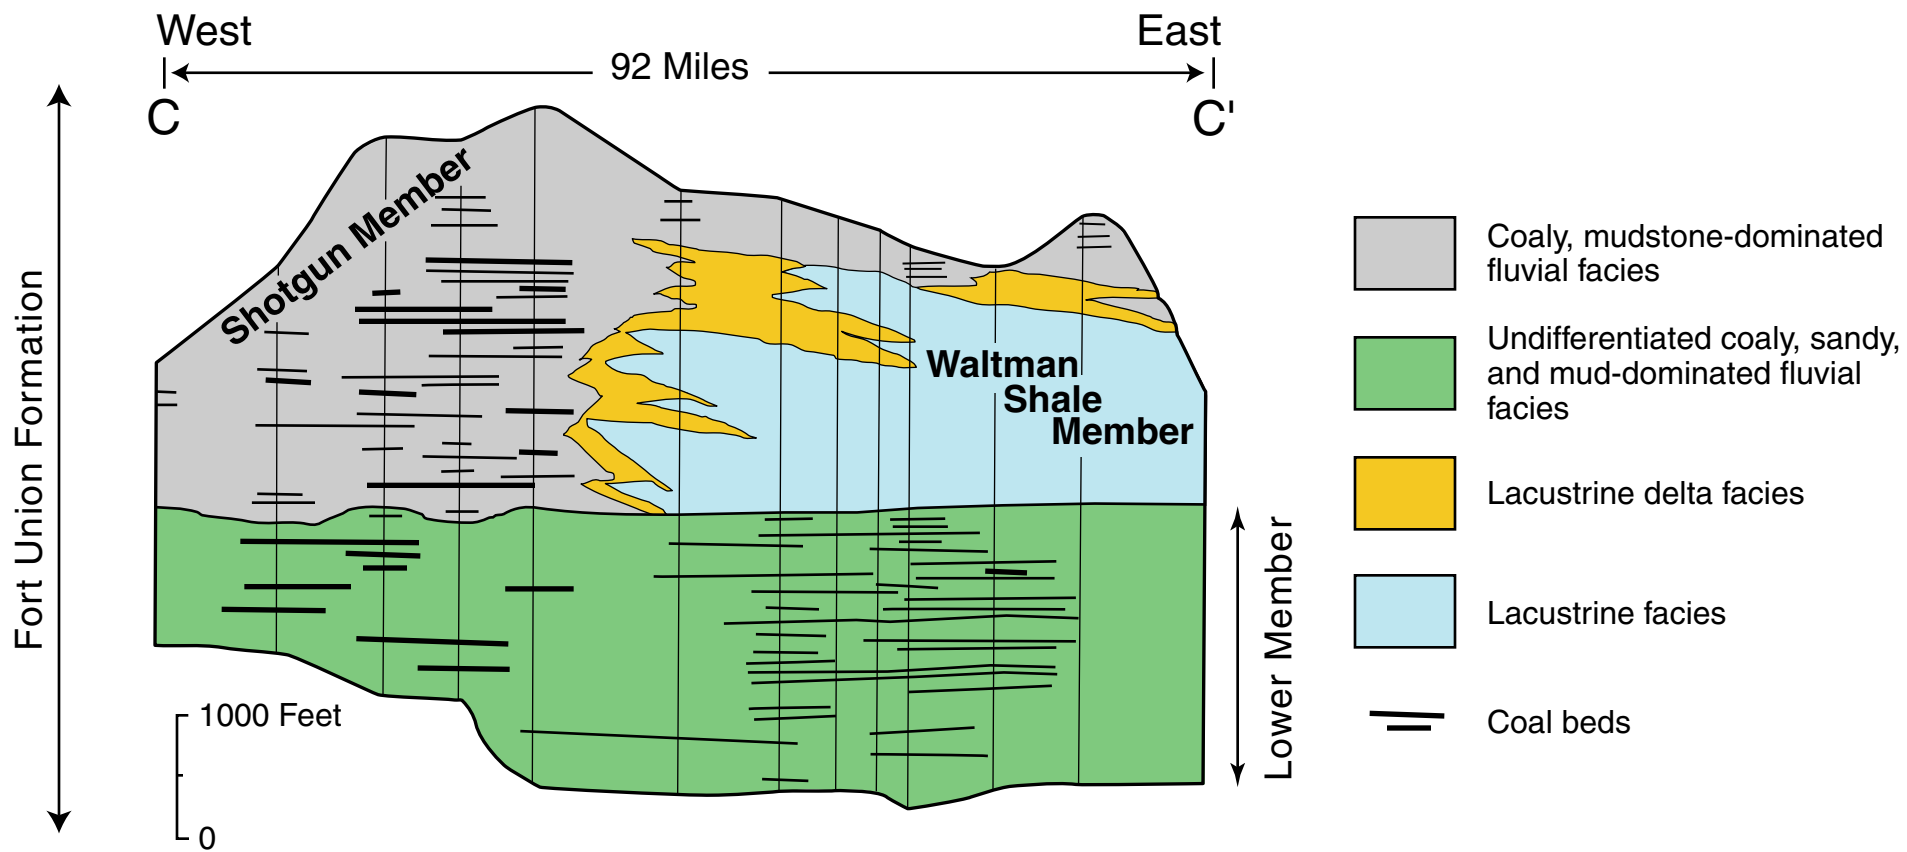 West
East
92 Miles
C
C'
Shotgun Member
Waltman
Shale
Member
Fort Union Formation
Lower Member
1000 Feet
0
Coaly, mudstone-dominated
fluvial facies
Undifferentiated coaly, sandy,
and mud-dominated fluvial
facies
Lacustrine delta facies
Lacustrine facies
Coal beds